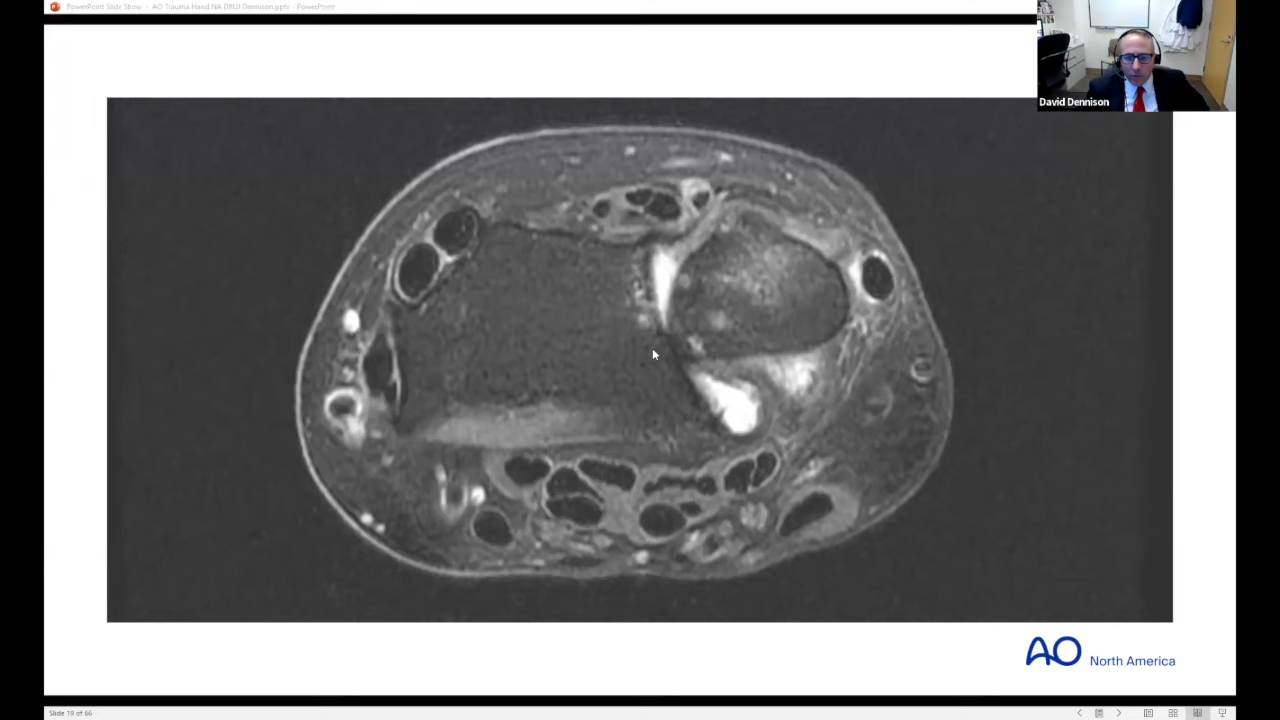 PowerPoint Slide Show - AO Trauma Hand NA DRUJ Dennison.pptx - PowerPoint
David Dennison
AO North America
Slide 19 of 66